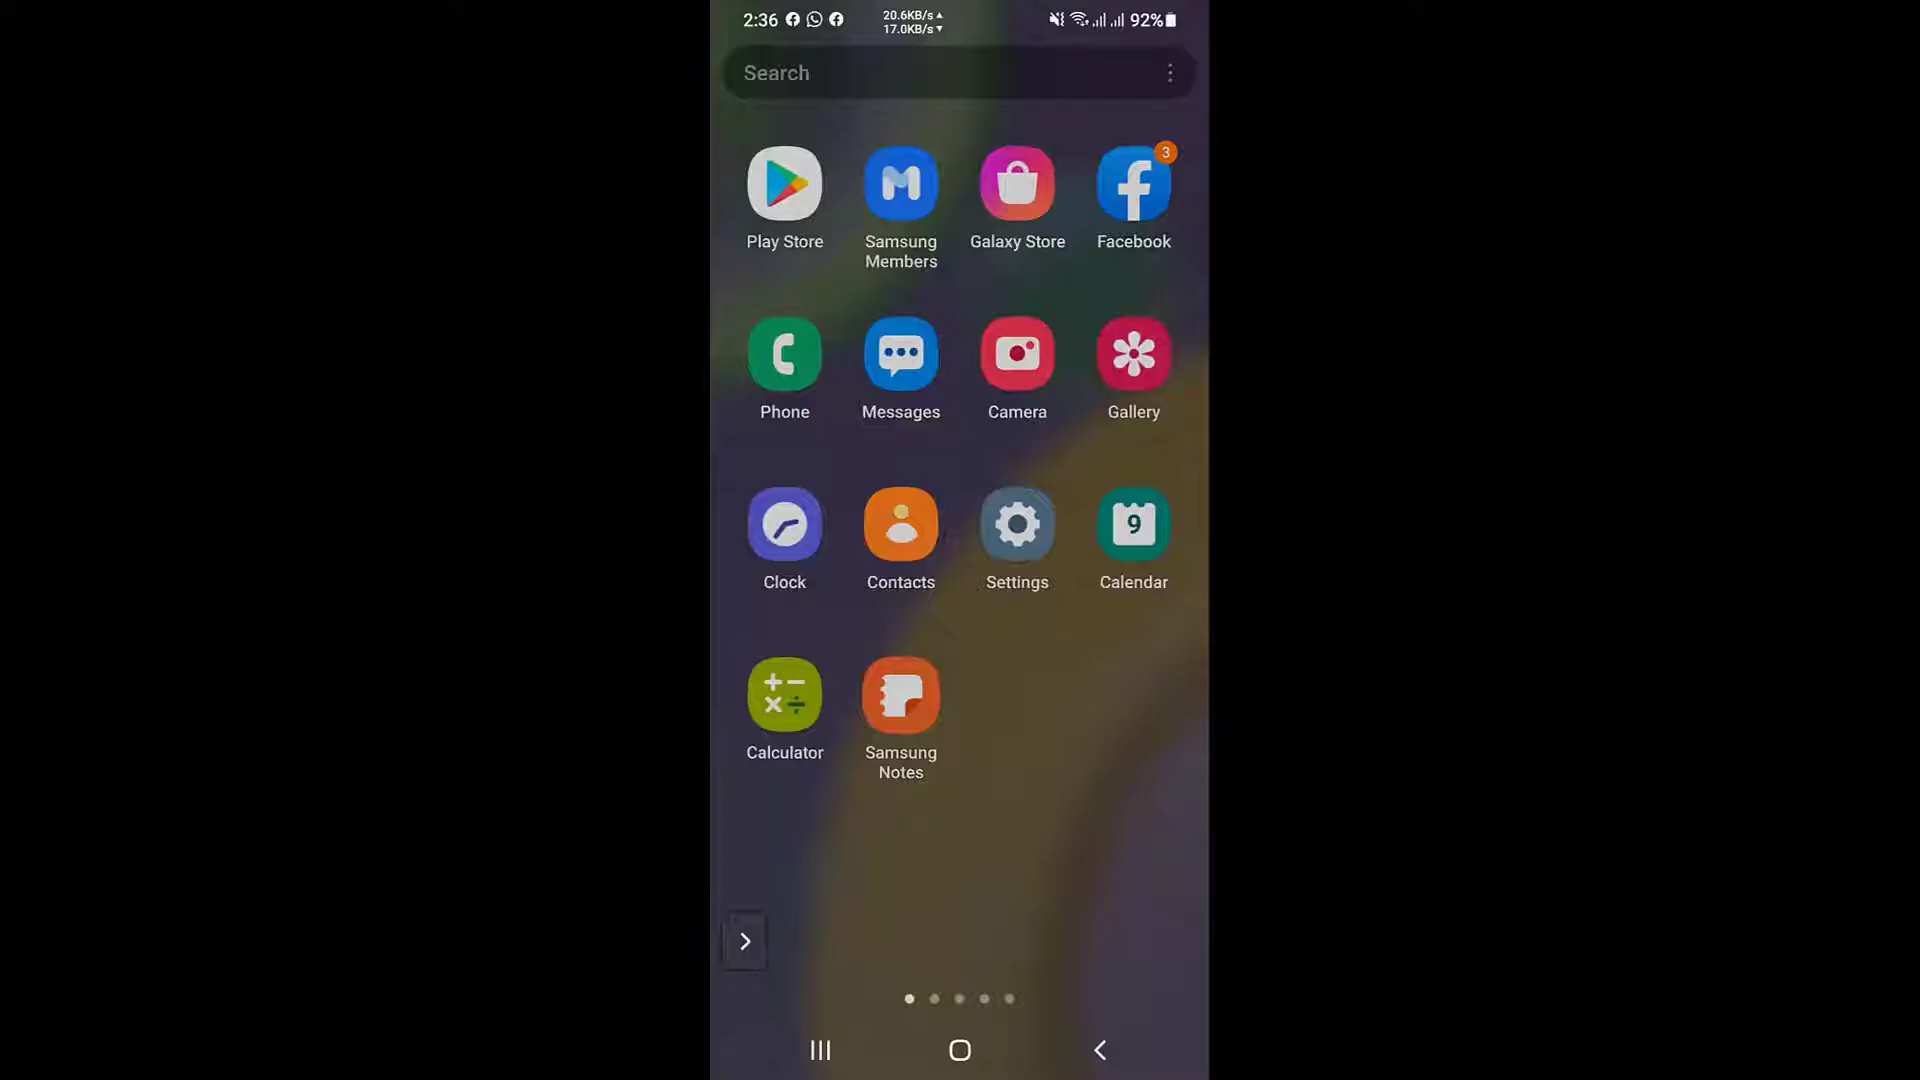 2:36 20.6KB/s 92%
17.0KB/s
Search
3
Play Store Samsung Members Galaxy Store Facebook
Phone Messages Camera Gallery
9
Clock Contacts Settings Calendar
Calculator Samsung Notes